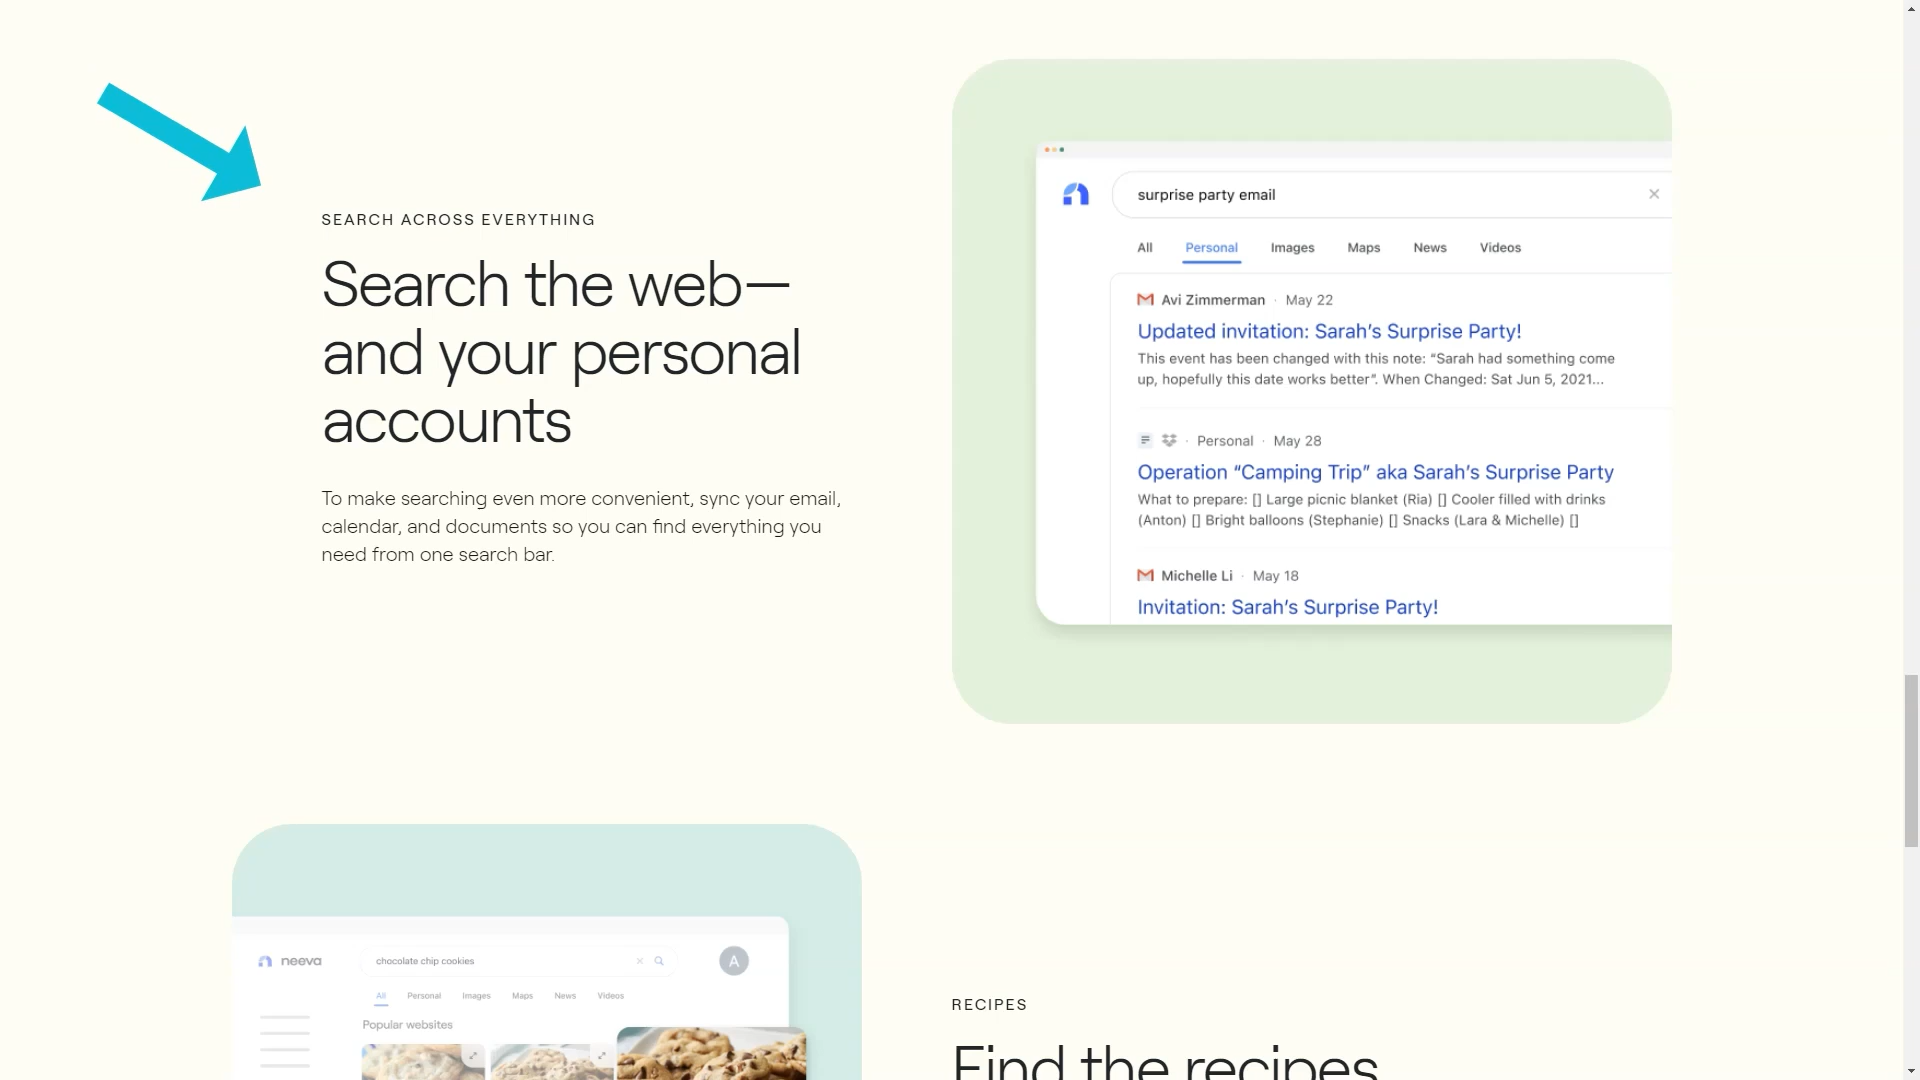 SEARCH ACROSS EVERYTHING
Search the web—
and your personal
accounts
To make searching even more convenient, sync your email,
calendar, and documents so you can find everything you
need from one search bar.
surprise party email
All Personal Images Maps News Videos
Avi Zimmerman · May 22
Updated invitation: Sarah’s Surprise Party!
This event has been changed with this note: “Sarah had something come
up, hopefully this date works better”. When Changed: Sat Jun 5, 2021...
· Personal · May 28
Operation “Camping Trip” aka Sarah’s Surprise Party
What to prepare: [] Large picnic blanket (Ria) [] Cooler filled with drinks
(Anton) [] Bright balloons (Stephanie) [] Snacks (Lara & Michelle) []
Michelle Li · May 18
Invitation: Sarah’s Surprise Party!
neeva
chocolate chip cookies
A
All Personal Images Maps News Videos
Popular websites
RECIPES
Find the recipes